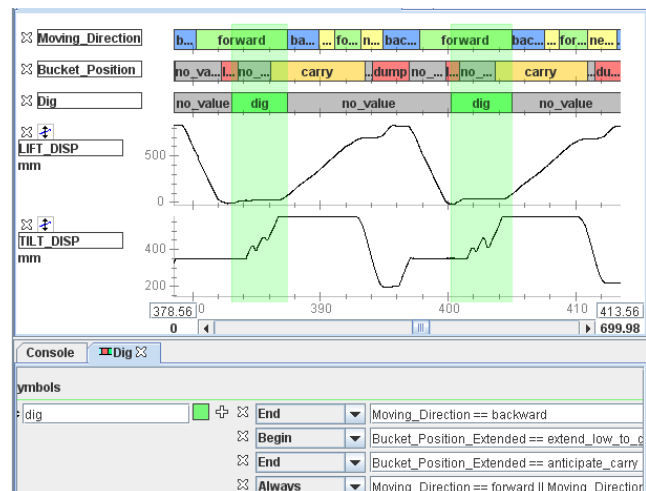 Moving_Direction b... forward ba... ... fo... n... bac... forward bac... ... for... ne...
Bucket_Position no_va... l... no_... carry ... dump no_... l... no_... carry ... du...
Dig no_value dig no_value dig no_value
LIFT_DISP
mm
500
0
TILT_DISP
mm
400
200
378.56 0 390 400 410 413.56
0 699.98
Console Dig
ymbols
dig End Moving_Direction == backward
Begin Bucket_Position_Extended == extend_low_to_c
End Bucket_Position_Extended == anticipate_carry
Always Moving_Direction == forward || Moving_Direction